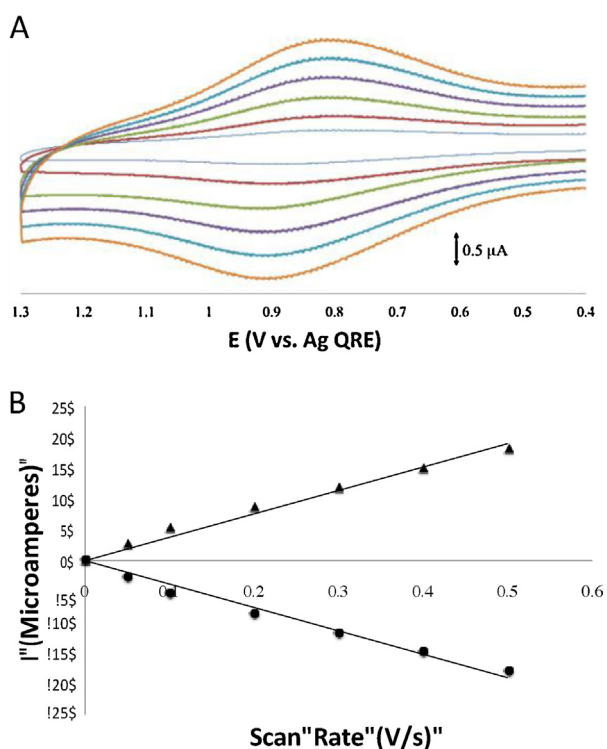 A
0.5 μA
1.3 1.2 1.1 1 0.9 0.8 0.7 0.6 0.5 0.4
E (V vs. Ag QRE)
B
25$
20$
15$
10$
5$
0$
0 0.1 0.2 0.3 0.4 0.5 0.6
!5$
!10$
!15$
!20$
!25$
I"(Microamperes)"
Scan"Rate"(V/s)"